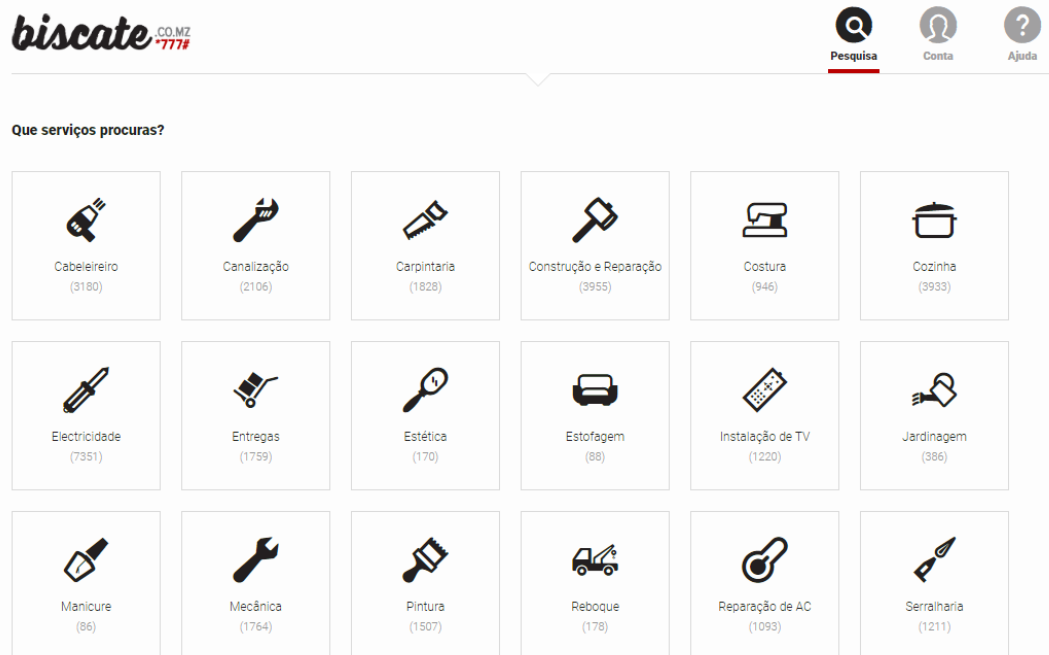 biscate .CO.MZ
*777#
Pesquisa
Conta
Ajuda
Que serviços procuras?
Cabeleireiro
(3180)
Canalização
(2106)
Carpintaria
(1828)
Construção e Reparação
(3955)
Costura
(946)
Cozinha
(3933)
Electricidade
(7351)
Entregas
(1759)
Estética
(170)
Estofagem
(88)
Instalação de TV
(1220)
Jardinagem
(386)
Manicure
(86)
Mecânica
(1764)
Pintura
(1507)
Reboque
(178)
Reparação de AC
(1093)
Serralharia
(1211)